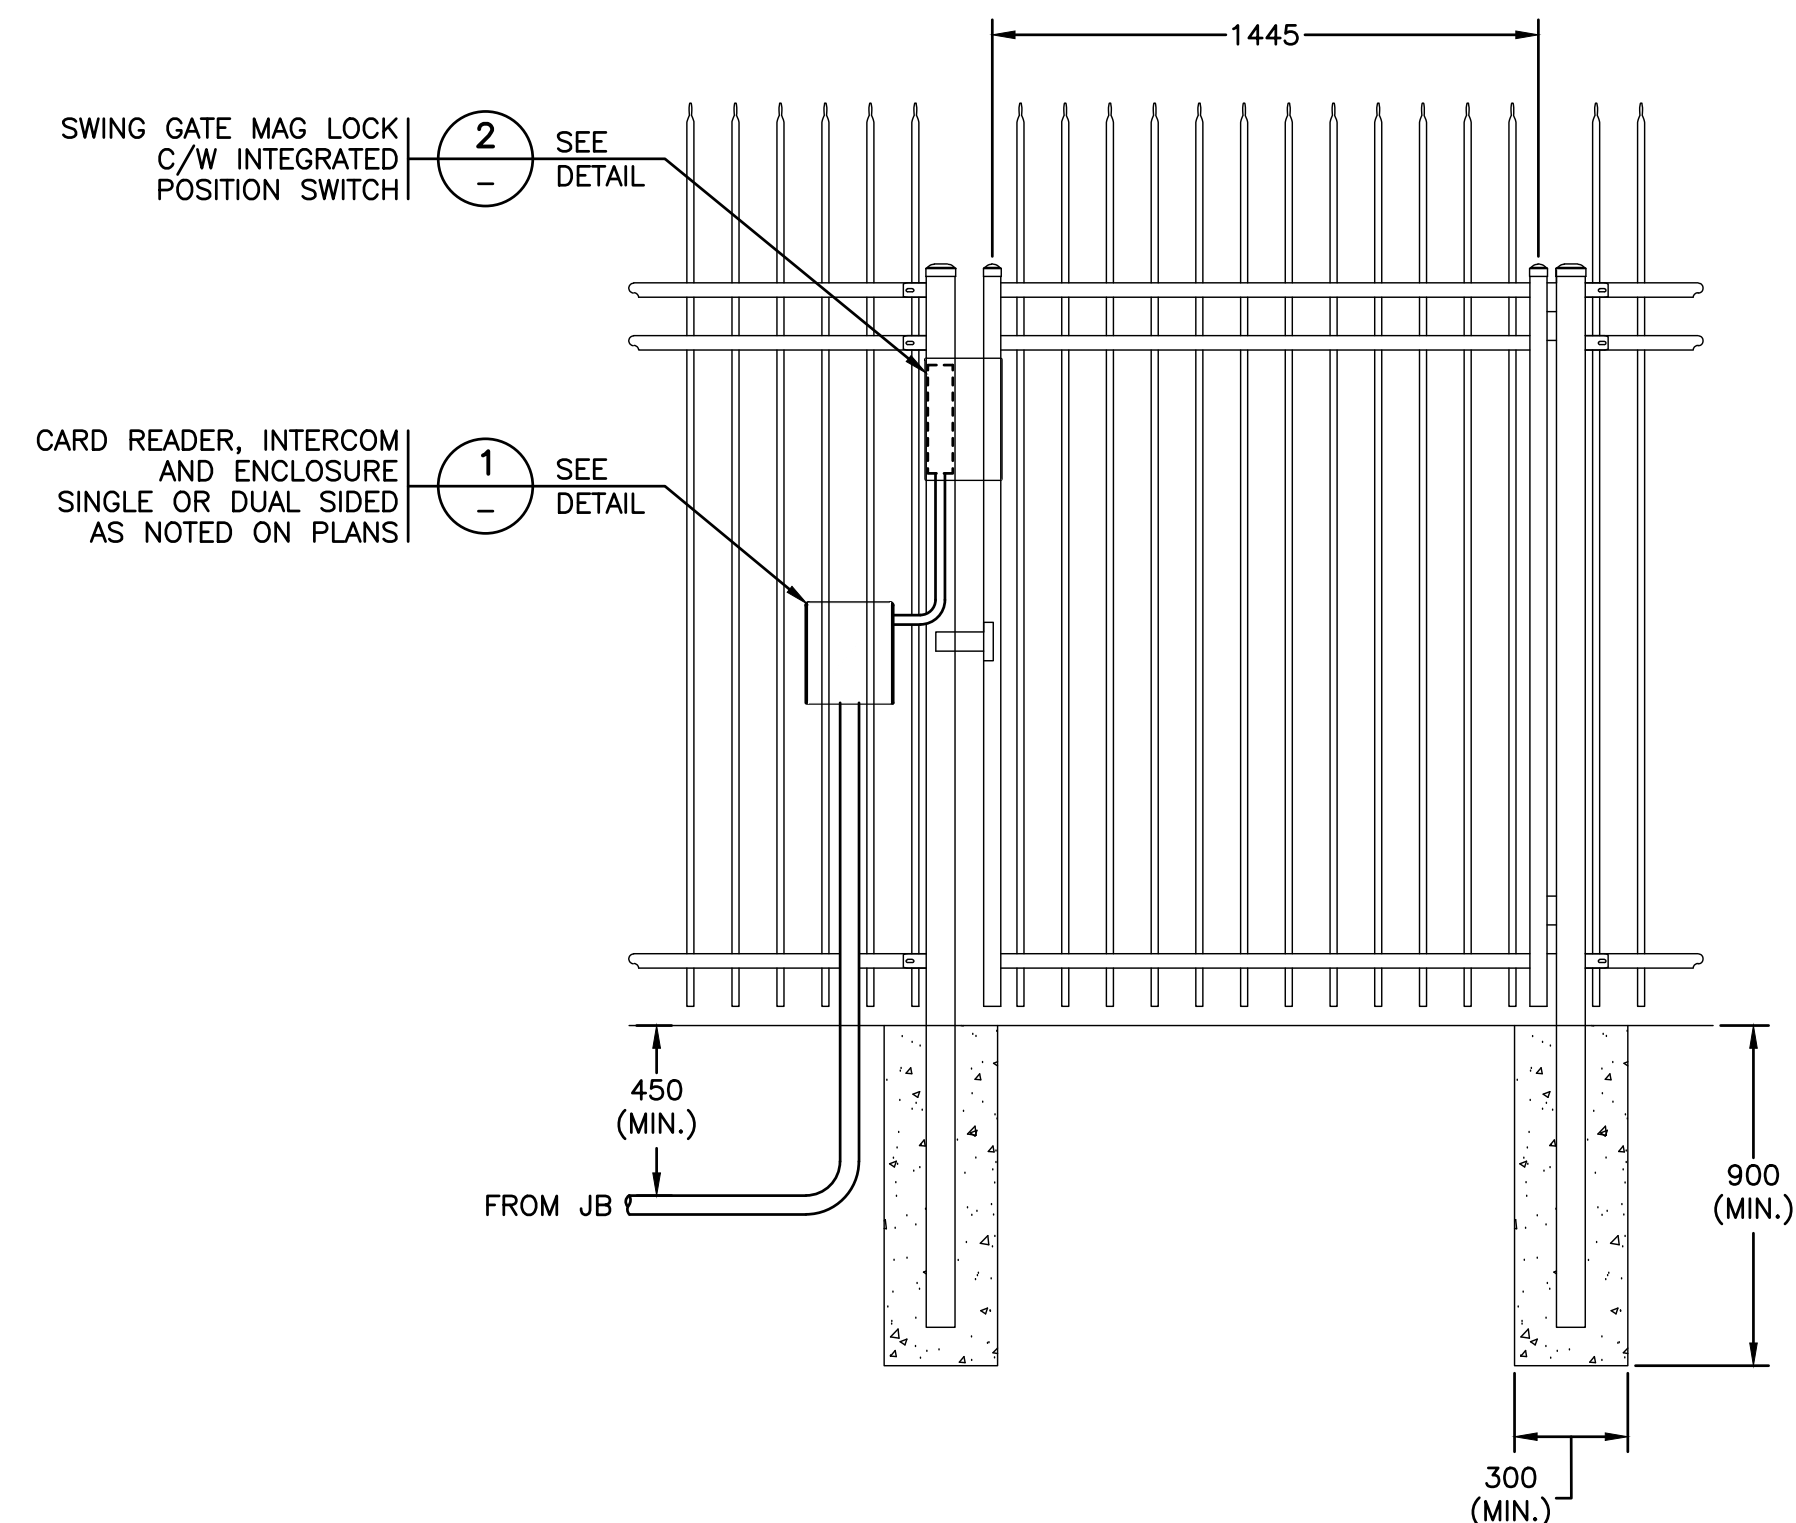 1445
SWING GATE MAG LOCK
C/W INTEGRATED
POSITION SWITCH
2
-
SEE
DETAIL
CARD READER, INTERCOM
AND ENCLOSURE
SINGLE OR DUAL SIDED
AS NOTED ON PLANS
1
-
SEE
DETAIL
450
(MIN.)
FROM JB
900
(MIN.)
300
(MIN.)